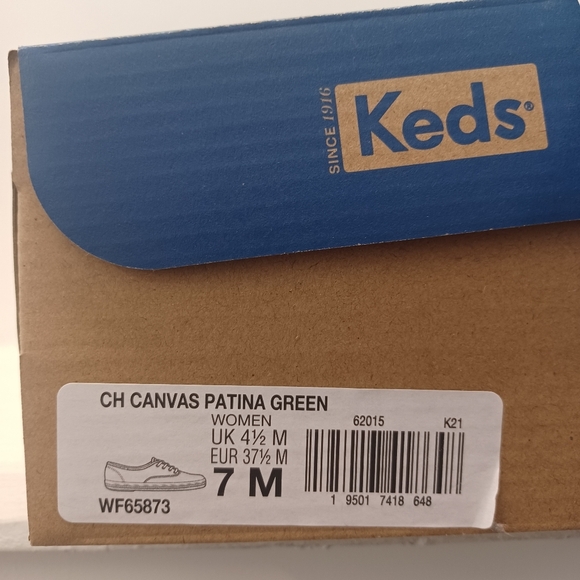 SINCE 1916
Keds®
CH CANVAS PATINA GREEN
WOMEN 62015 K21
UK 4½ M
EUR 37½ M
7 M
WF65873
1 9501 7418 648